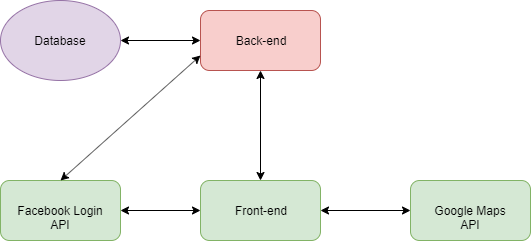 Database
Back-end
Facebook Login
API
Front-end
Google Maps
API